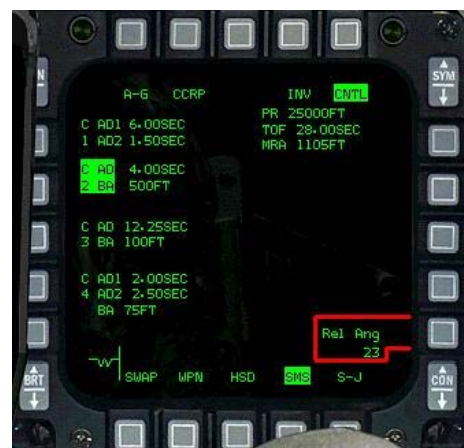 A-G CCRP INV CNTL
SYM
PR 25000FT
C AD1 6.00SEC TOF 28.00SEC
1 AD2 1.50SEC MRA 1105FT
C AD 4.00SEC
2 BA 500FT
C AD 12.25SEC
3 BA 100FT
C AD1 2.00SEC
4 AD2 2.50SEC
BA 75FT
Rel Ang
23
BRT SWAP WPN HSD SMS S-J CON